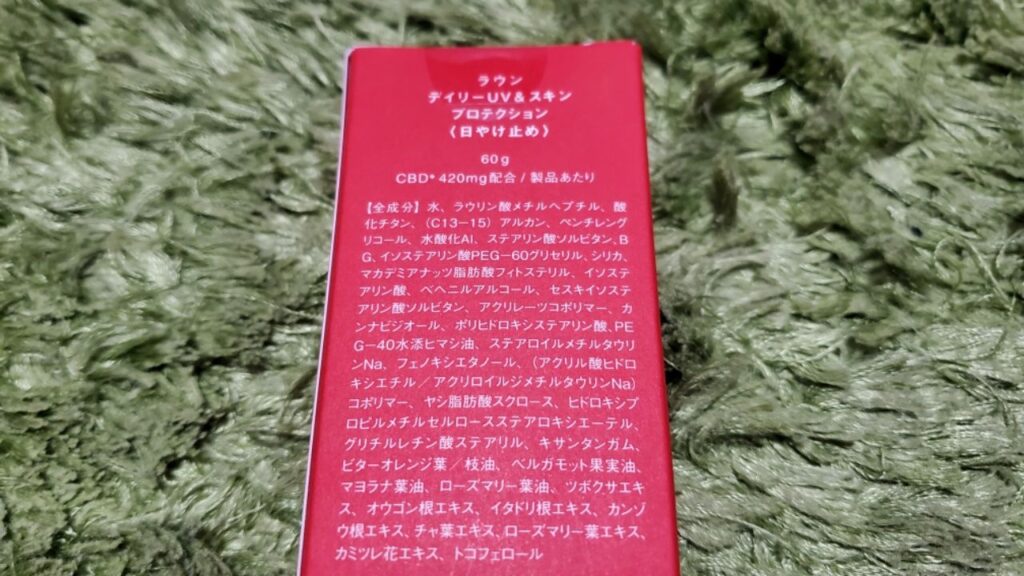 ラウン
デイリーUV&スキン
プロテクション
(日やけ止め)
60g
CBD* 420mg配合/製品あたり
【全成分】水、ラウリン酸メチルヘプチル、酸
化チタン、(C13-15)アルカン、ペンチレング
リコール、水酸化Al、ステアリン酸ソルビタン、B
G、イソステアリン酸PEG-60グリセリル、シリカ、
マカデミアナッツ脂肪酸フィトステリル、イソステ
アリン酸、ベヘニルアルコール、セスキイソステ
アリン酸ソルビタン、アクリレーツコポリマー、カ
ンナビジオール、ポリヒドロキシステアリン酸、PE
G-40水添ヒマシ油、ステアロイルメチルタウリ
ンNa、フェノキシエタノール、(アクリル酸ヒドロ
キシエチル/アクリロイルジメチルタウリンNa)
コポリマー、ヤシ脂肪酸スクロース、ヒドロキシプ
ロピルメチルセルロースステアロキシエーテル、
グリチルレチン酸ステアリル、キサンタンガム、
ビターオレンジ葉/枝油、ベルガモット果実油、
マヨラナ葉油、ローズマリー葉油、ツボクサエキ
ス、オウゴン根エキス、イタドリ根エキス、カンゾ
ウ根エキス、チャ葉エキス、ローズマリー葉エキス、
カミツレ花エキス、トコフェロール